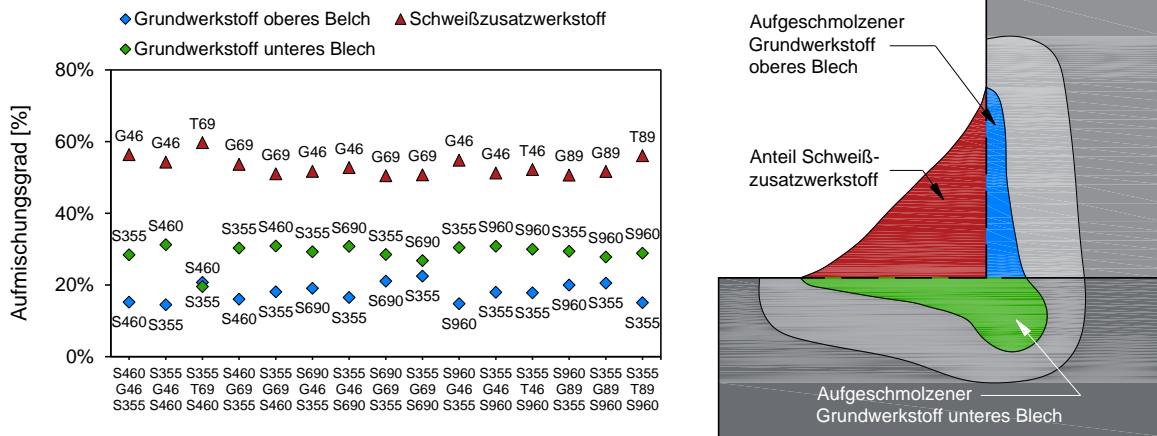 Grundwerkstoff oberes Belch
Schweißzusatzwerkstoff
Grundwerkstoff unteres Blech
Aufmischungsgrad [%]
80%
60%
40%
20%
0%
G46 G46 T69 G69 G69 G46 G46 G69 G69 G46 G46 T46 G89 G89 T89
S355 S460 S460 S355 S460 S355 S690 S355 S690 S355 S960 S960 S355 S960 S960
S460 S355 S355 S460 S355 S690 S355 S690 S355 S960 S355 S355 S960 S355 S355
S460 S355 S355 S460 S355 S690 S355 S690 S355 S960 S355 S355 S960 S355 S355
G46 G46 T69 G69 G69 G46 G46 G69 G69 G46 G46 T46 G89 G89 T89
S355 S460 S460 S355 S460 S355 S690 S355 S690 S355 S960 S960 S355 S960 S960
Aufgeschmolzener
Grundwerkstoff
oberes Blech
Anteil Schweiß-
zusatzwerkstoff
Aufgeschmolzener
Grundwerkstoff unteres Blech